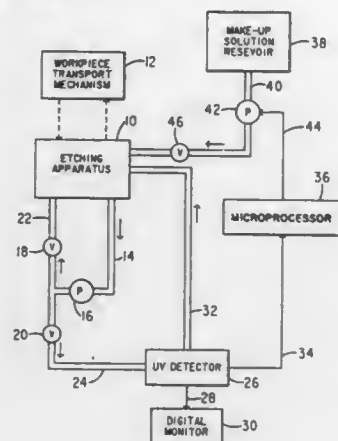 MAKE-UP
SOLUTION
RESEVOIR
38
WORKPIECE
TRANSPORT
MECHANISM
12
40
42
P
10
46
V
44
ETCHING
APPARATUS
36
MICROPROCESSOR
22
18
V
14
P
16
20
V
32
34
24
UV DETECTOR
26
28
DIGITAL
MONITOR
30